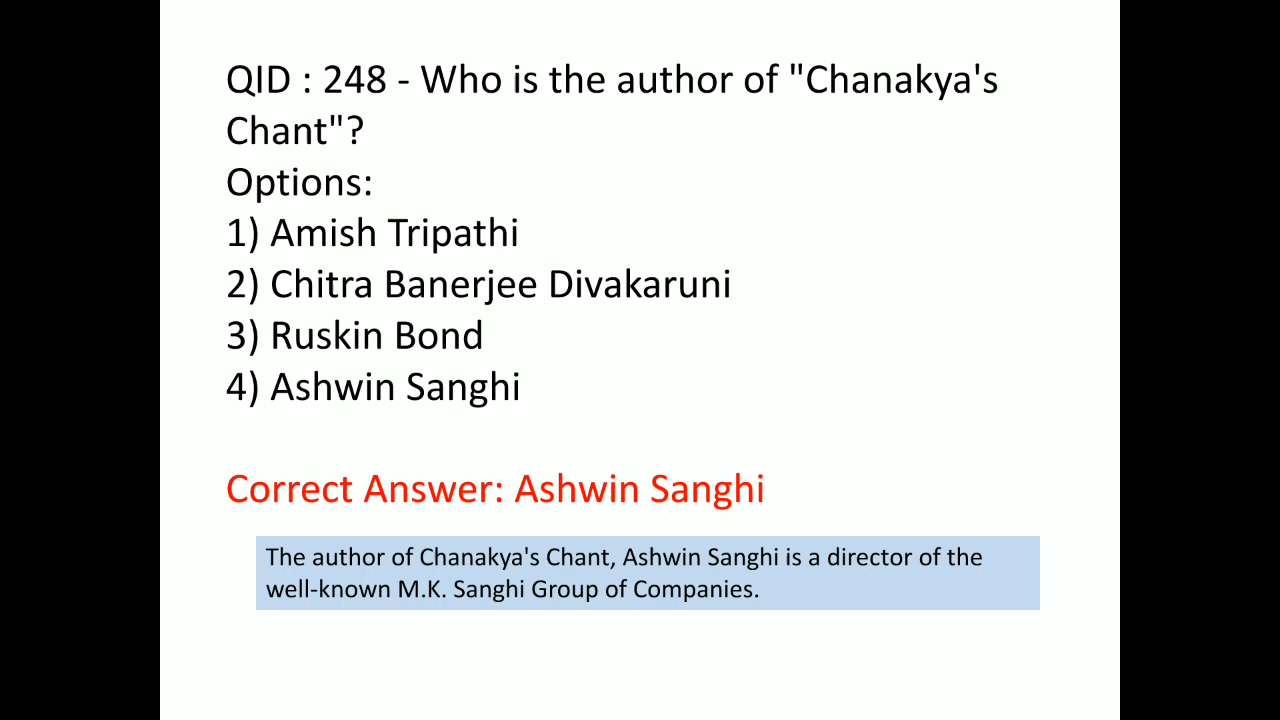 QID : 248 - Who is the author of "Chanakya's
Chant"?
Options:
1) Amish Tripathi
2) Chitra Banerjee Divakaruni
3) Ruskin Bond
4) Ashwin Sanghi
Correct Answer: Ashwin Sanghi
The author of Chanakya's Chant, Ashwin Sanghi is a director of the
well-known M.K. Sanghi Group of Companies.